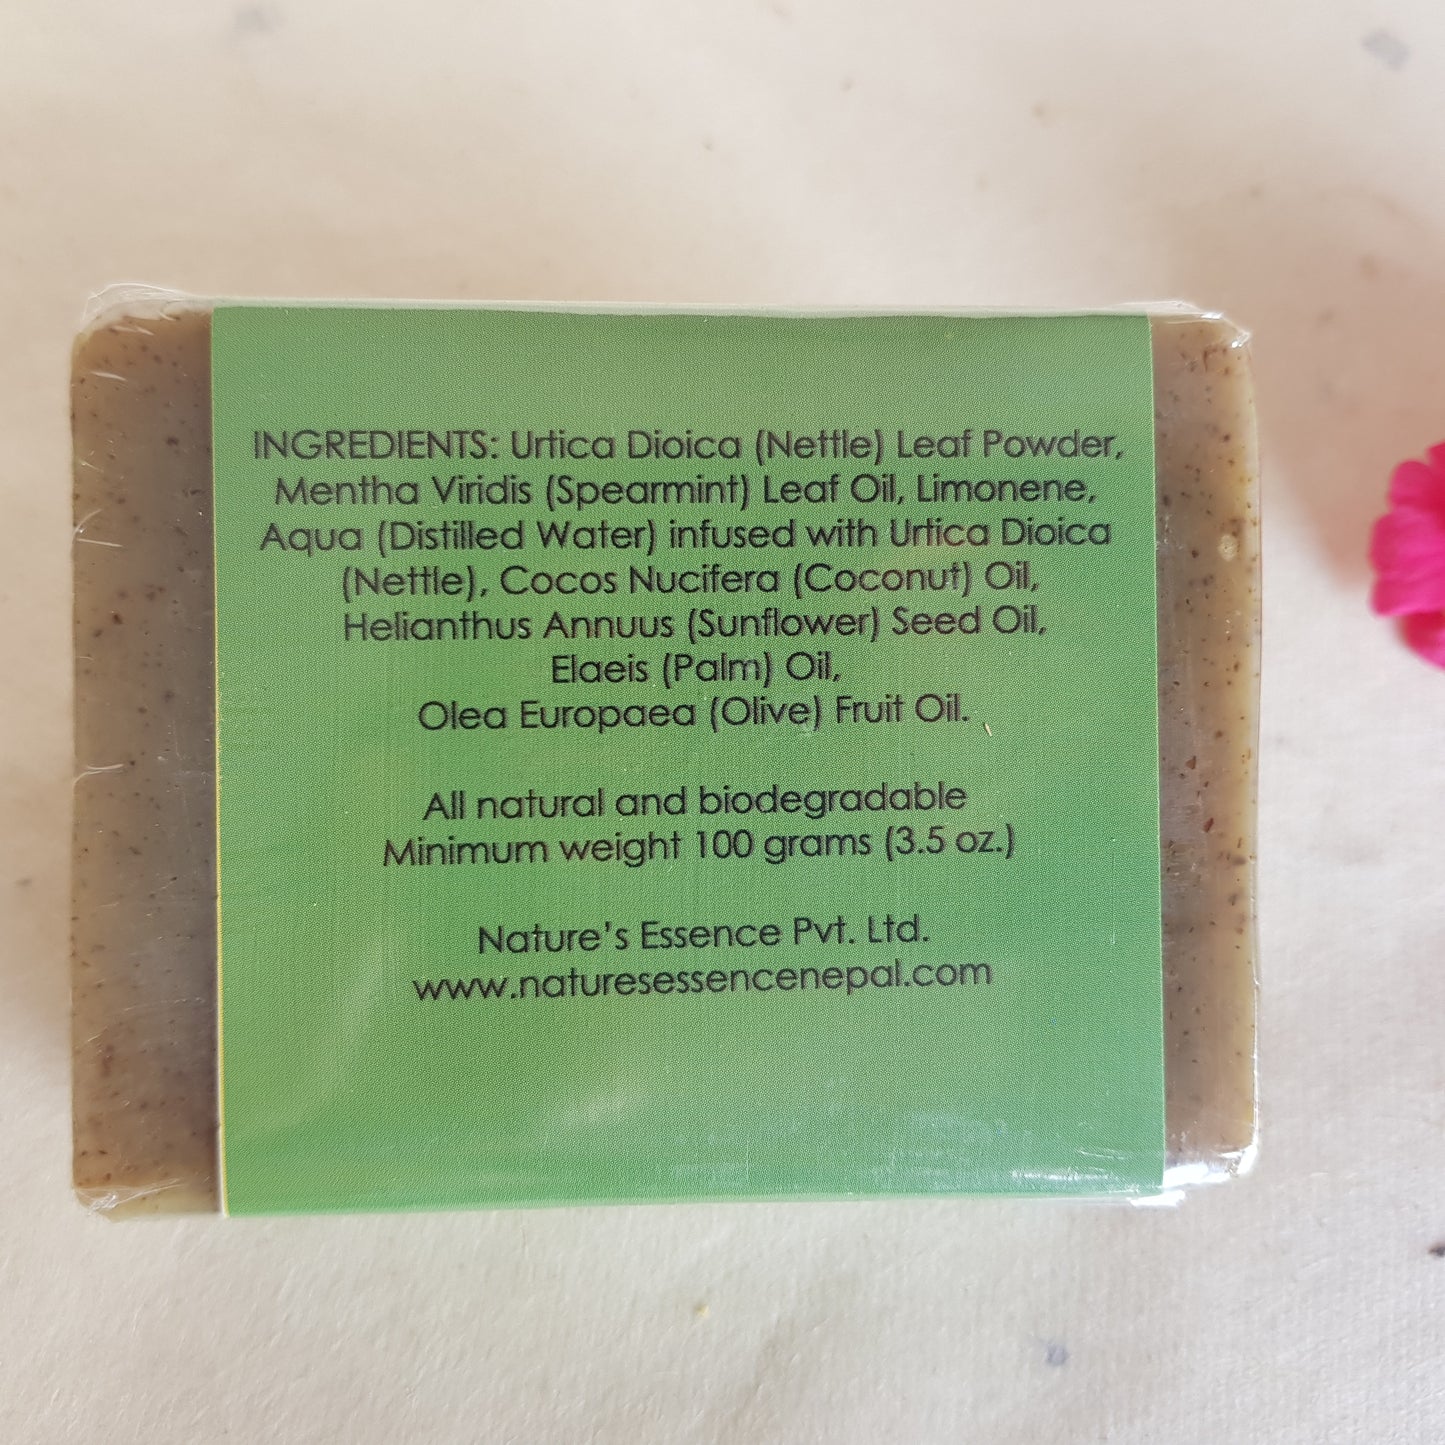 INGREDIENTS: Urtica Dioica (Nettle) Leaf Powder,
Mentha Viridis (Spearmint) Leaf Oil, Limonene,
Aqua (Distilled Water) infused with Urtica Dioica
(Nettle), Cocos Nucifera (Coconut) Oil,
Helianthus Annuus (Sunflower) Seed Oil,
Elaeis (Palm) Oil,
Olea Europaea (Olive) Fruit Oil.
All natural and biodegradable
Minimum weight 100 grams (3.5 oz.)
Nature's Essence Pvt. Ltd.
www.naturesessencenepal.com